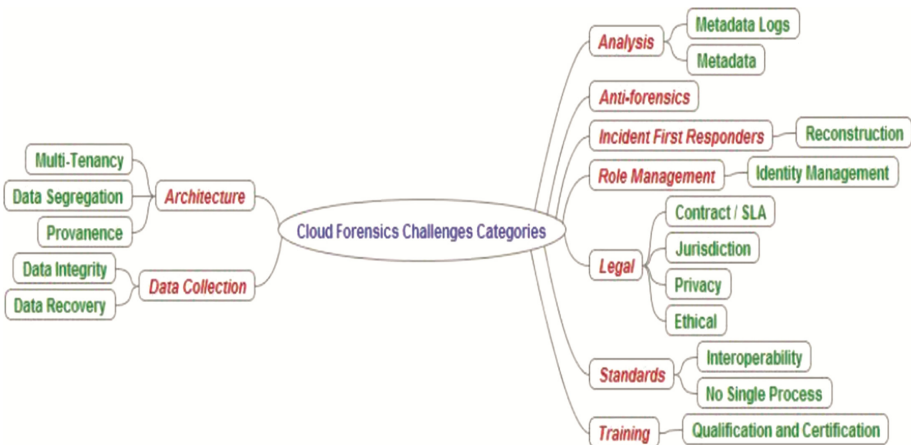 Cloud Forensics Challenges Categories
Architecture
Multi-Tenancy
Data Segregation
Provanence
Data Collection
Data Integrity
Data Recovery
Analysis
Metadata Logs
Metadata
Anti-forensics
Incident First Responders
Reconstruction
Role Management
Identity Management
Legal
Contract / SLA
Jurisdiction
Privacy
Ethical
Standards
Interoperability
No Single Process
Training
Qualification and Certification